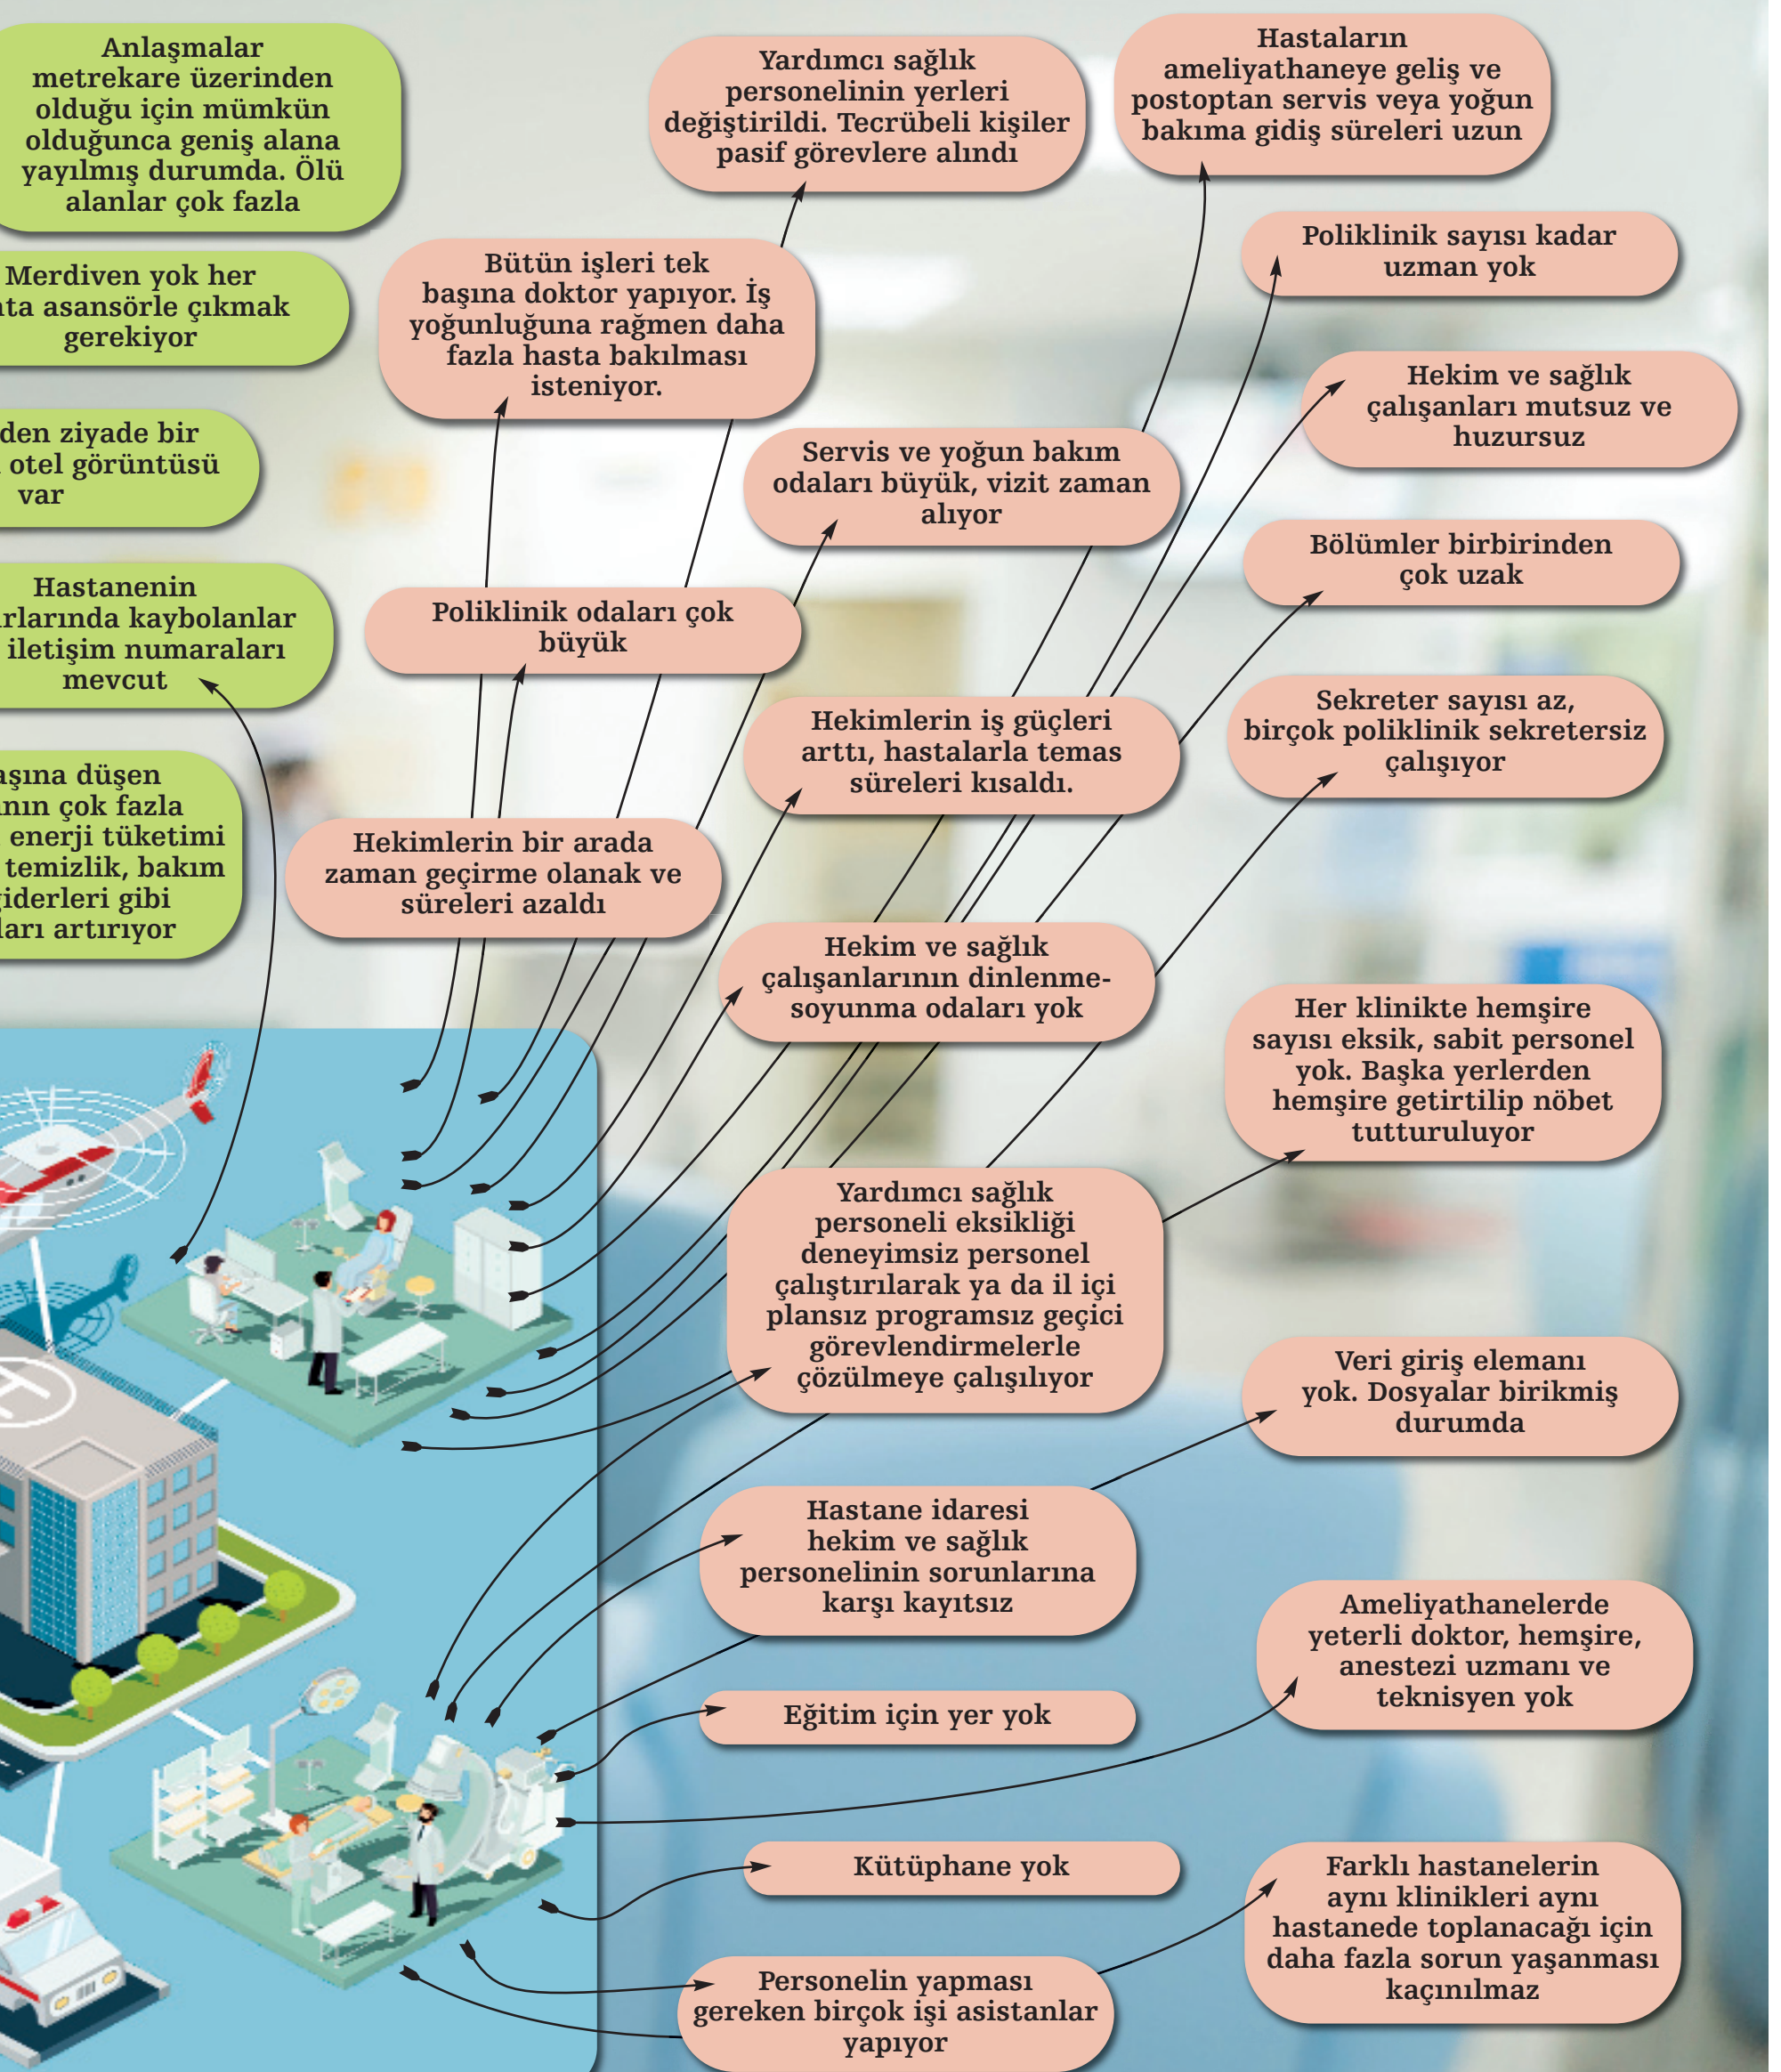 Anlaşmalar
metrekare üzerinden
olduğu için mümkün
olduğunca geniş alana
yayılmış durumda. Ölü
alanlar çok fazla
Merdiven yok her
asansörle çıkmak
gerekiyor
ziyade bir
otel görüntüsü
var
Hastanenin
kaybolanlar
iletişim numaraları
mevcut
düşen
çok fazla
enerji tüketimi
temizlik, bakım
gibi
artırıyor
Bütün işleri tek
başına doktor yapıyor. İş
yoğunluğuna rağmen daha
fazla hasta bakılması
isteniyor.
Poliklinik odaları çok
büyük
Hekimlerin bir arada
zaman geçirme olanak ve
süreleri azaldı
Yardımcı sağlık
personelinin yerleri
değiştirildi. Tecrübeli kişiler
pasif görevlere alındı
Servis ve yoğun bakım
odaları büyük, vizit zaman
alıyor
Hekimlerin iş güçleri
arttı, hastalarla temas
süreleri kısaldı.
Hekim ve sağlık
çalışanlarının dinlenme-
soyunma odaları yok
Yardımcı sağlık
personeli eksikliği
deneyimsiz personel
çalıştırılarak ya da il içi
plansız programsız geçici
görevlendirmelerle
çözülmeye çalışılıyor
Hastane idaresi
hekim ve sağlık
personelinin sorunlarına
karşı kayıtsız
Eğitim için yer yok
Kütüphane yok
Personelin yapması
gereken birçok işi asistanlar
yapıyor
Hastaların
ameliyathaneye geliş ve
postoptan servis veya yoğun
bakıma gidiş süreleri uzun
Poliklinik sayısı kadar
uzman yok
Hekim ve sağlık
çalışanları mutsuz ve
huzursuz
Bölümler birbirinden
çok uzak
Sekreter sayısı az,
birçok poliklinik sekretersiz
çalışıyor
Her klinikte hemşire
sayısı eksik, sabit personel
yok. Başka yerlerden
hemşire getirtilip nöbet
tutturuluyor
Veri giriş elemanı
yok. Dosyalar birikmiş
durumda
Ameliyathanelerde
yeterli doktor, hemşire,
anestezi uzmanı ve
teknisyen yok
Farklı hastanelerin
aynı klinikleri aynı
hastanede toplanacağı için
daha fazla sorun yaşanması
kaçınılmaz